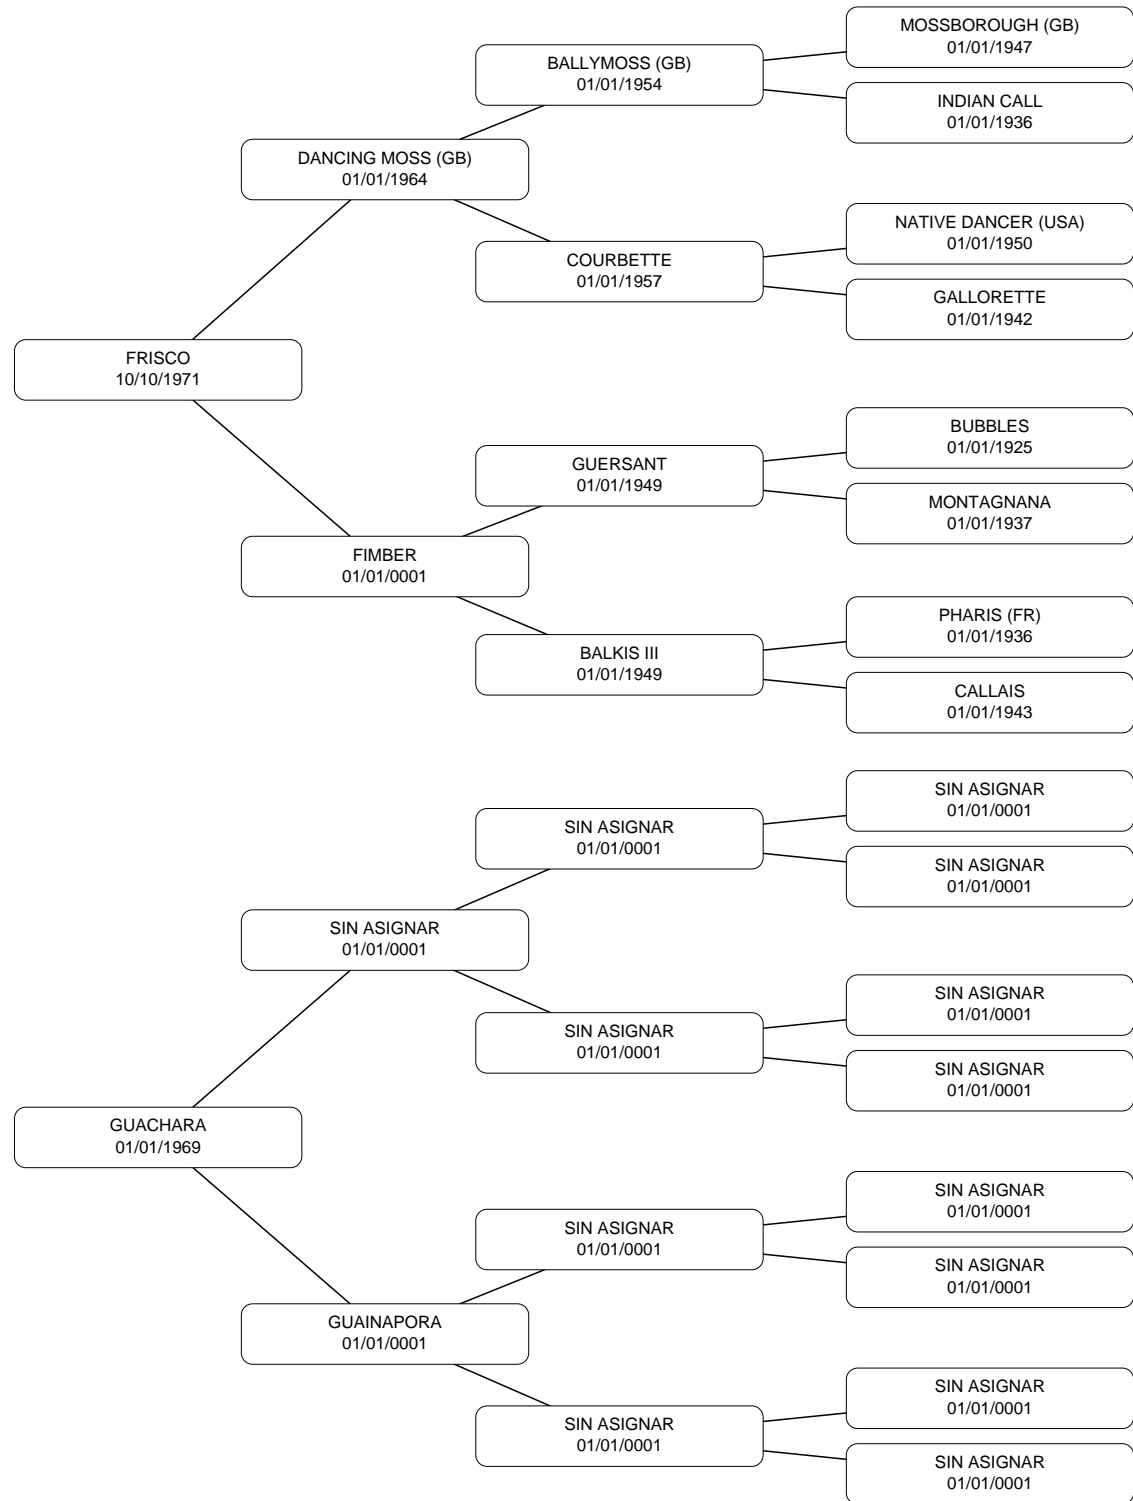 MOSSBOROUGH (GB)
01/01/1947
BALLYMOSS (GB)
01/01/1954
INDIAN CALL
01/01/1936
DANCING MOSS (GB)
01/01/1964
NATIVE DANCER (USA)
01/01/1950
COURBETTE
01/01/1957
GALLORETTE
01/01/1942
FRISCO
10/10/1971
BUBBLES
01/01/1925
GUERSANT
01/01/1949
MONTAGNANA
01/01/1937
FIMBER
01/01/0001
PHARIS (FR)
01/01/1936
BALKIS III
01/01/1949
CALLAIS
01/01/1943
SIN ASIGNAR
01/01/0001
SIN ASIGNAR
01/01/0001
SIN ASIGNAR
01/01/0001
SIN ASIGNAR
01/01/0001
SIN ASIGNAR
01/01/0001
SIN ASIGNAR
01/01/0001
SIN ASIGNAR
01/01/0001
GUACHARA
01/01/1969
SIN ASIGNAR
01/01/0001
SIN ASIGNAR
01/01/0001
SIN ASIGNAR
01/01/0001
GUAINAPORA
01/01/0001
SIN ASIGNAR
01/01/0001
SIN ASIGNAR
01/01/0001
SIN ASIGNAR
01/01/0001